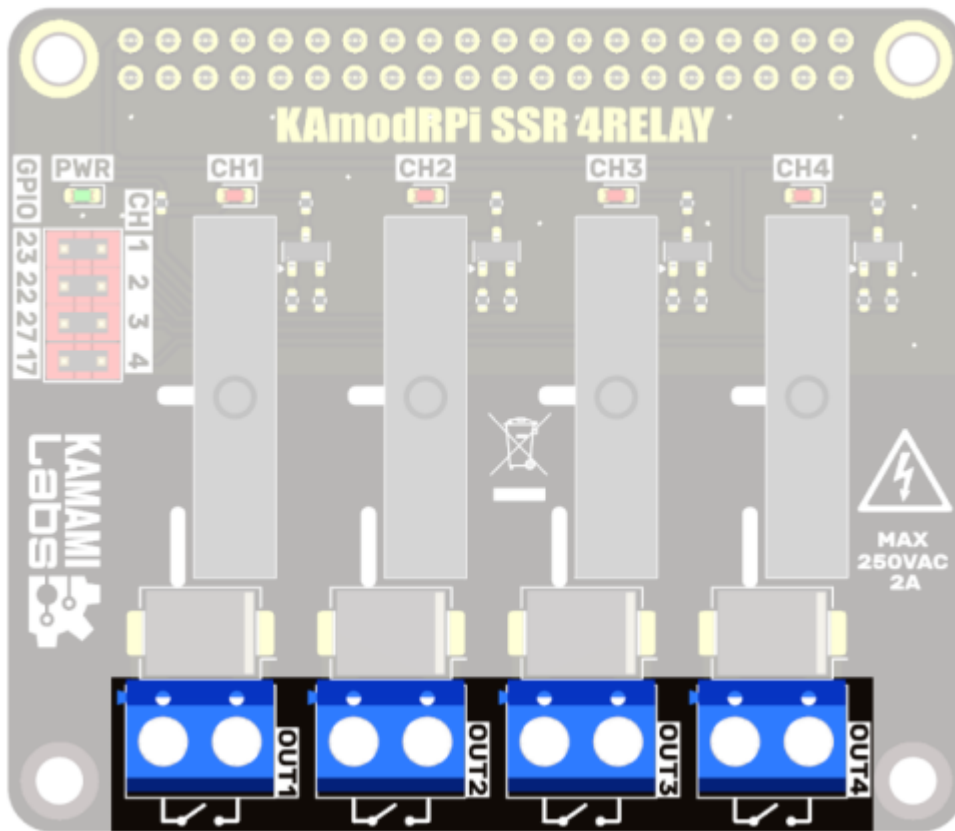 KAmodRPi SSR 4RELAY
GPIO
PWR
CH
CH1
CH2
CH3
CH4
23
1
22
2
27
3
17
4
KAMAMI
Labs
MAX
250VAC
2A
OUT1
OUT2
OUT3
OUT4